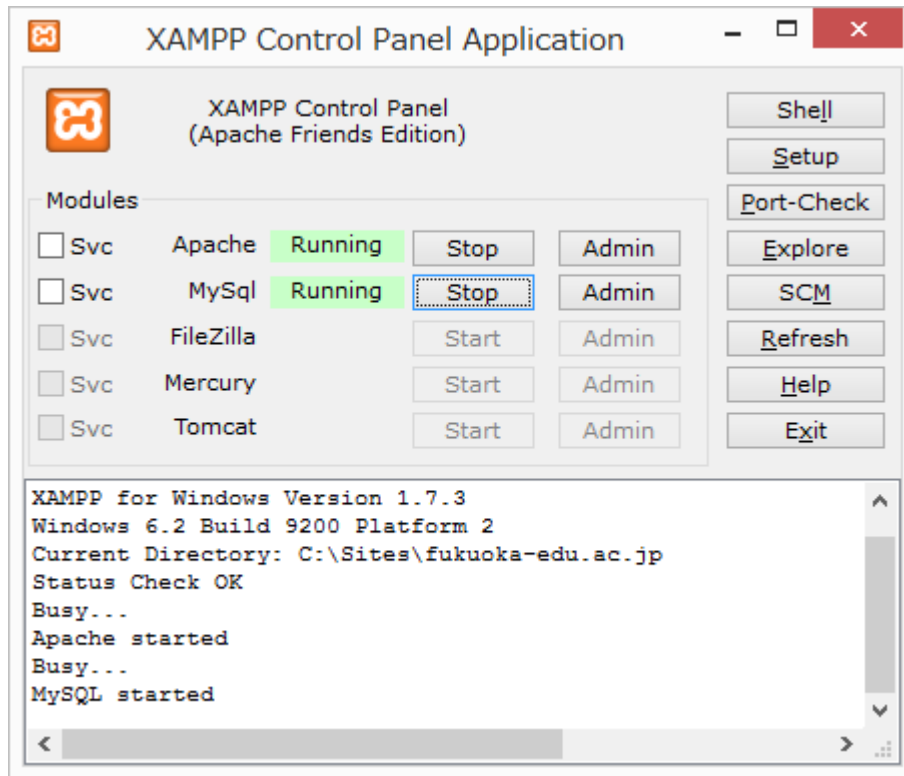 XAMPP Control Panel Application
XAMPP Control Panel
(Apache Friends Edition)
Shell
Setup
Port-Check
Modules
Svc Apache Running Stop Admin Explore
Svc MySql Running Stop Admin SCM
Svc FileZilla Start Admin Refresh
Svc Mercury Start Admin Help
Svc Tomcat Start Admin Exit
XAMPP for Windows Version 1.7.3
Windows 6.2 Build 9200 Platform 2
Current Directory: C:\Sites\fukuoka-edu.ac.jp
Status Check OK
Busy...
Apache started
Busy...
MySQL started